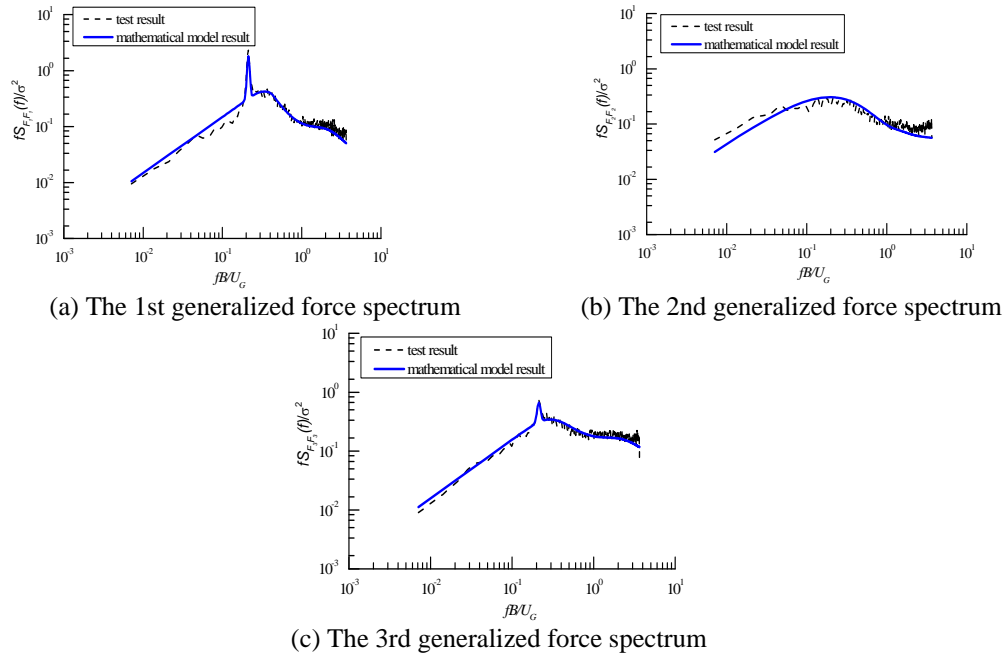 test result
mathematical model result
10^1
10^0
10^-1
10^-2
10^-3
fS_{F_1F_1}(f)/σ^2
10^-3 10^-2 10^-1 10^0 10^1
fB/U_G
(a) The 1st generalized force spectrum
test result
mathematical model result
10^1
10^0
10^-1
10^-2
10^-3
fS_{F_2F_2}(f)/σ^2
10^-3 10^-2 10^-1 10^0 10^1
fB/U_G
(b) The 2nd generalized force spectrum
test result
mathematical model result
10^1
10^0
10^-1
10^-2
10^-3
fS_{F_3F_3}(f)/σ^2
10^-3 10^-2 10^-1 10^0 10^1
fB/U_G
(c) The 3rd generalized force spectrum